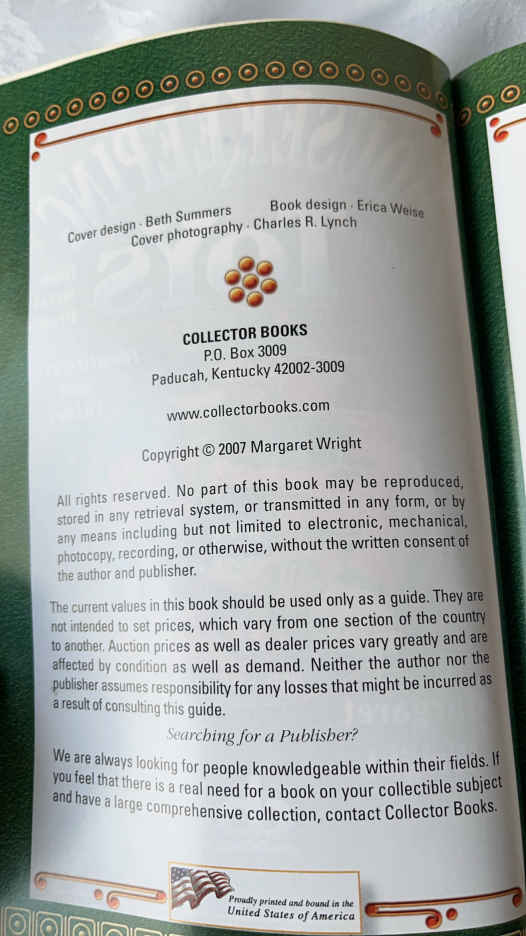 Cover design · Beth Summers Book design · Erica Weise
Cover photography · Charles R. Lynch
COLLECTOR BOOKS
P.O. Box 3009
Paducah, Kentucky 42002-3009
www.collectorbooks.com
Copyright © 2007 Margaret Wright
All rights reserved. No part of this book may be reproduced,
stored in any retrieval system, or transmitted in any form, or by
any means including but not limited to electronic, mechanical,
photocopy, recording, or otherwise, without the written consent of
the author and publisher.
The current values in this book should be used only as a guide. They are
not intended to set prices, which vary from one section of the country
to another. Auction prices as well as dealer prices vary greatly and are
affected by condition as well as demand. Neither the author nor the
publisher assumes responsibility for any losses that might be incurred as
a result of consulting this guide.
Searching for a Publisher?
We are always looking for people knowledgeable within their fields. If
you feel that there is a real need for a book on your collectible subject
and have a large comprehensive collection, contact Collector Books.
Proudly printed and bound in the
United States of America